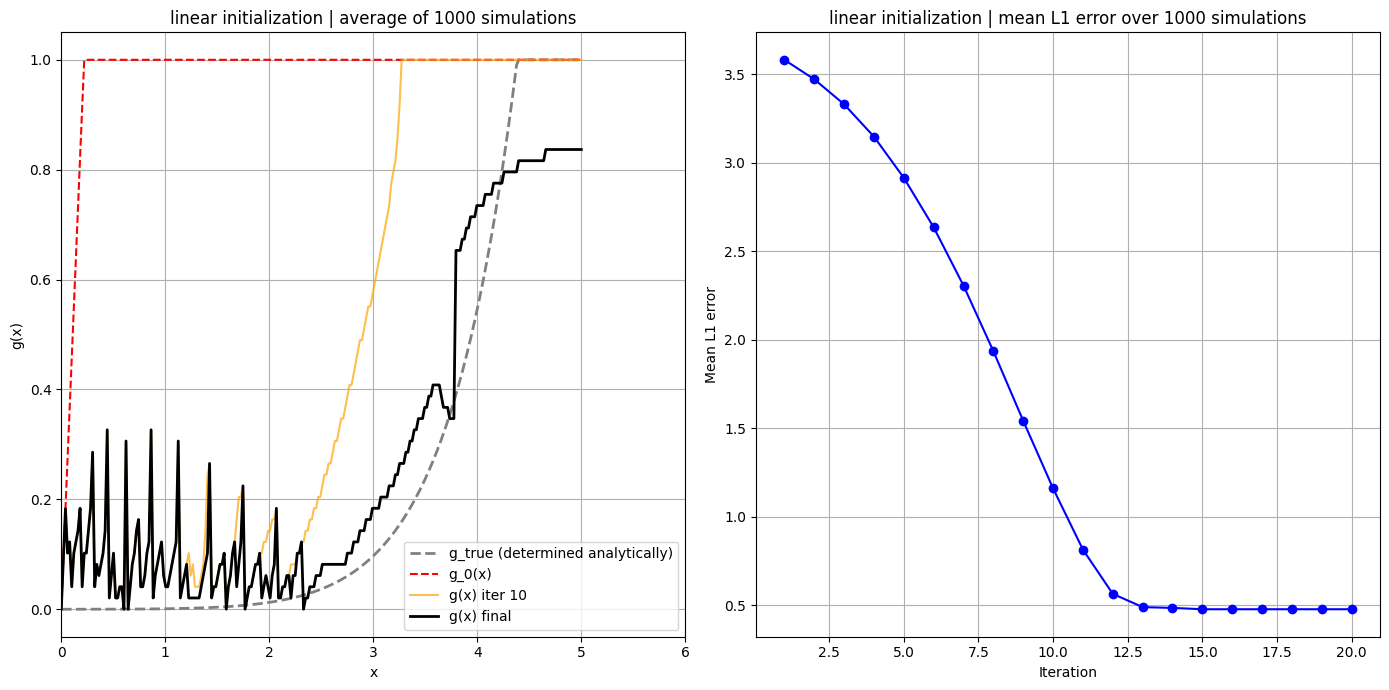 linear initialization | average of 1000 simulations
g(x)
1.0
0.8
0.6
0.4
0.2
0.0
0 1 2 3 4 5 6
x
g_true (determined analytically)
g_0(x)
g(x) iter 10
g(x) final
linear initialization | mean L1 error over 1000 simulations
Mean L1 error
3.5
3.0
2.5
2.0
1.5
1.0
0.5
2.5 5.0 7.5 10.0 12.5 15.0 17.5 20.0
Iteration